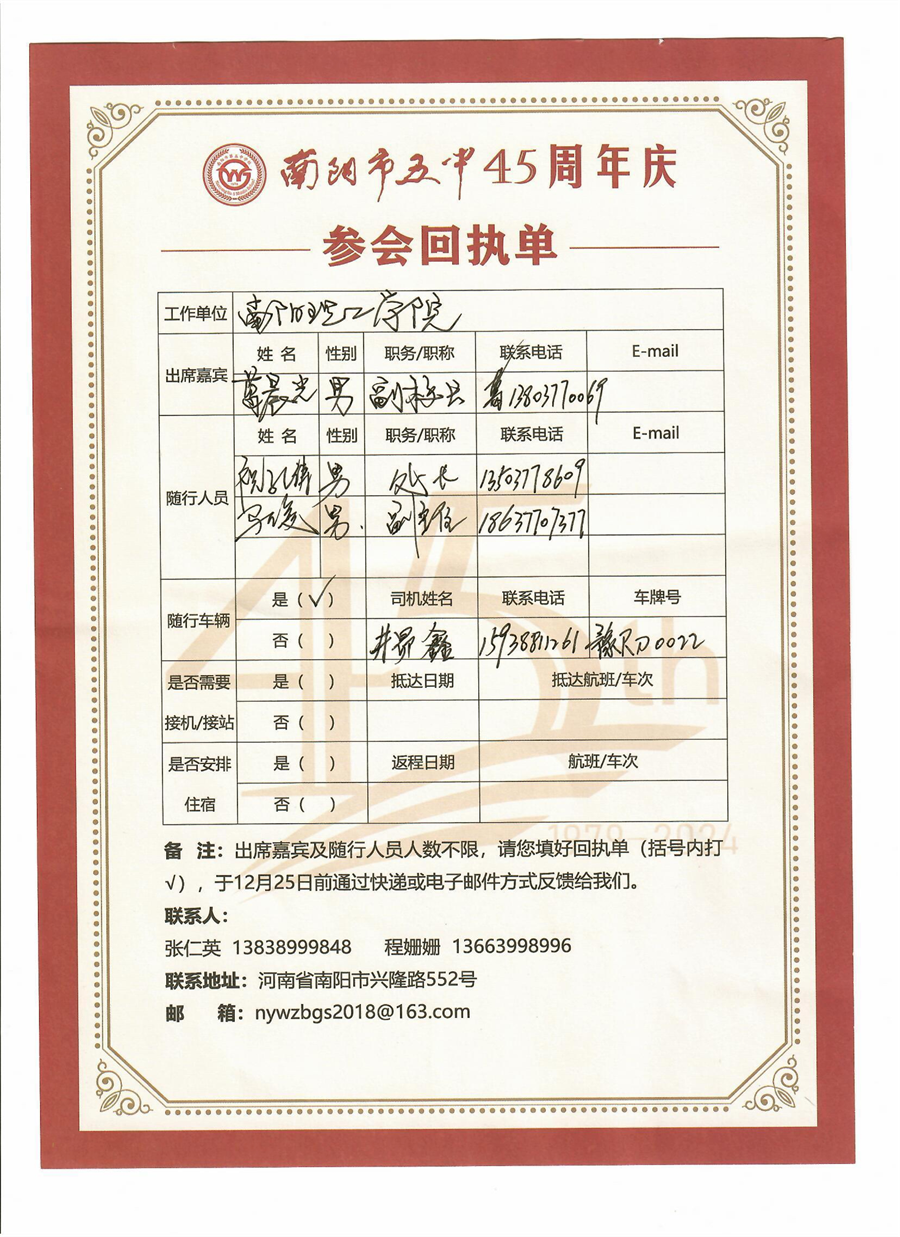 南阳市五中45周年庆
参会回执单
工作单位 南阳理工学院
出席嘉宾 姓名 性别 职务/职称 联系电话 E-mail
晨光 男 副校长 13803770069
随行人员 姓名 性别 职务/职称 联系电话 E-mail
男 处长 13503778609
男 副主任 18637707377
随行车辆 是（√） 司机姓名 联系电话 车牌号
否（ ） 井昂鑫 15938811261 豫R 0022
是否需要 是（ ） 抵达日期 抵达航班/车次
接机/接站 否（ ）
是否安排 是（ ） 返程日期 航班/车次
住宿 否（ ）
45th
1979-2024
备 注：出席嘉宾及随行人员人数不限，请您填好回执单（括号内打
√），于12月25日前通过快递或电子邮件方式反馈给我们。
联系人：
张仁英 13838999848 程姗姗 13663998996
联系地址：河南省南阳市兴隆路552号
邮 箱：nywzbgs2018@163.com